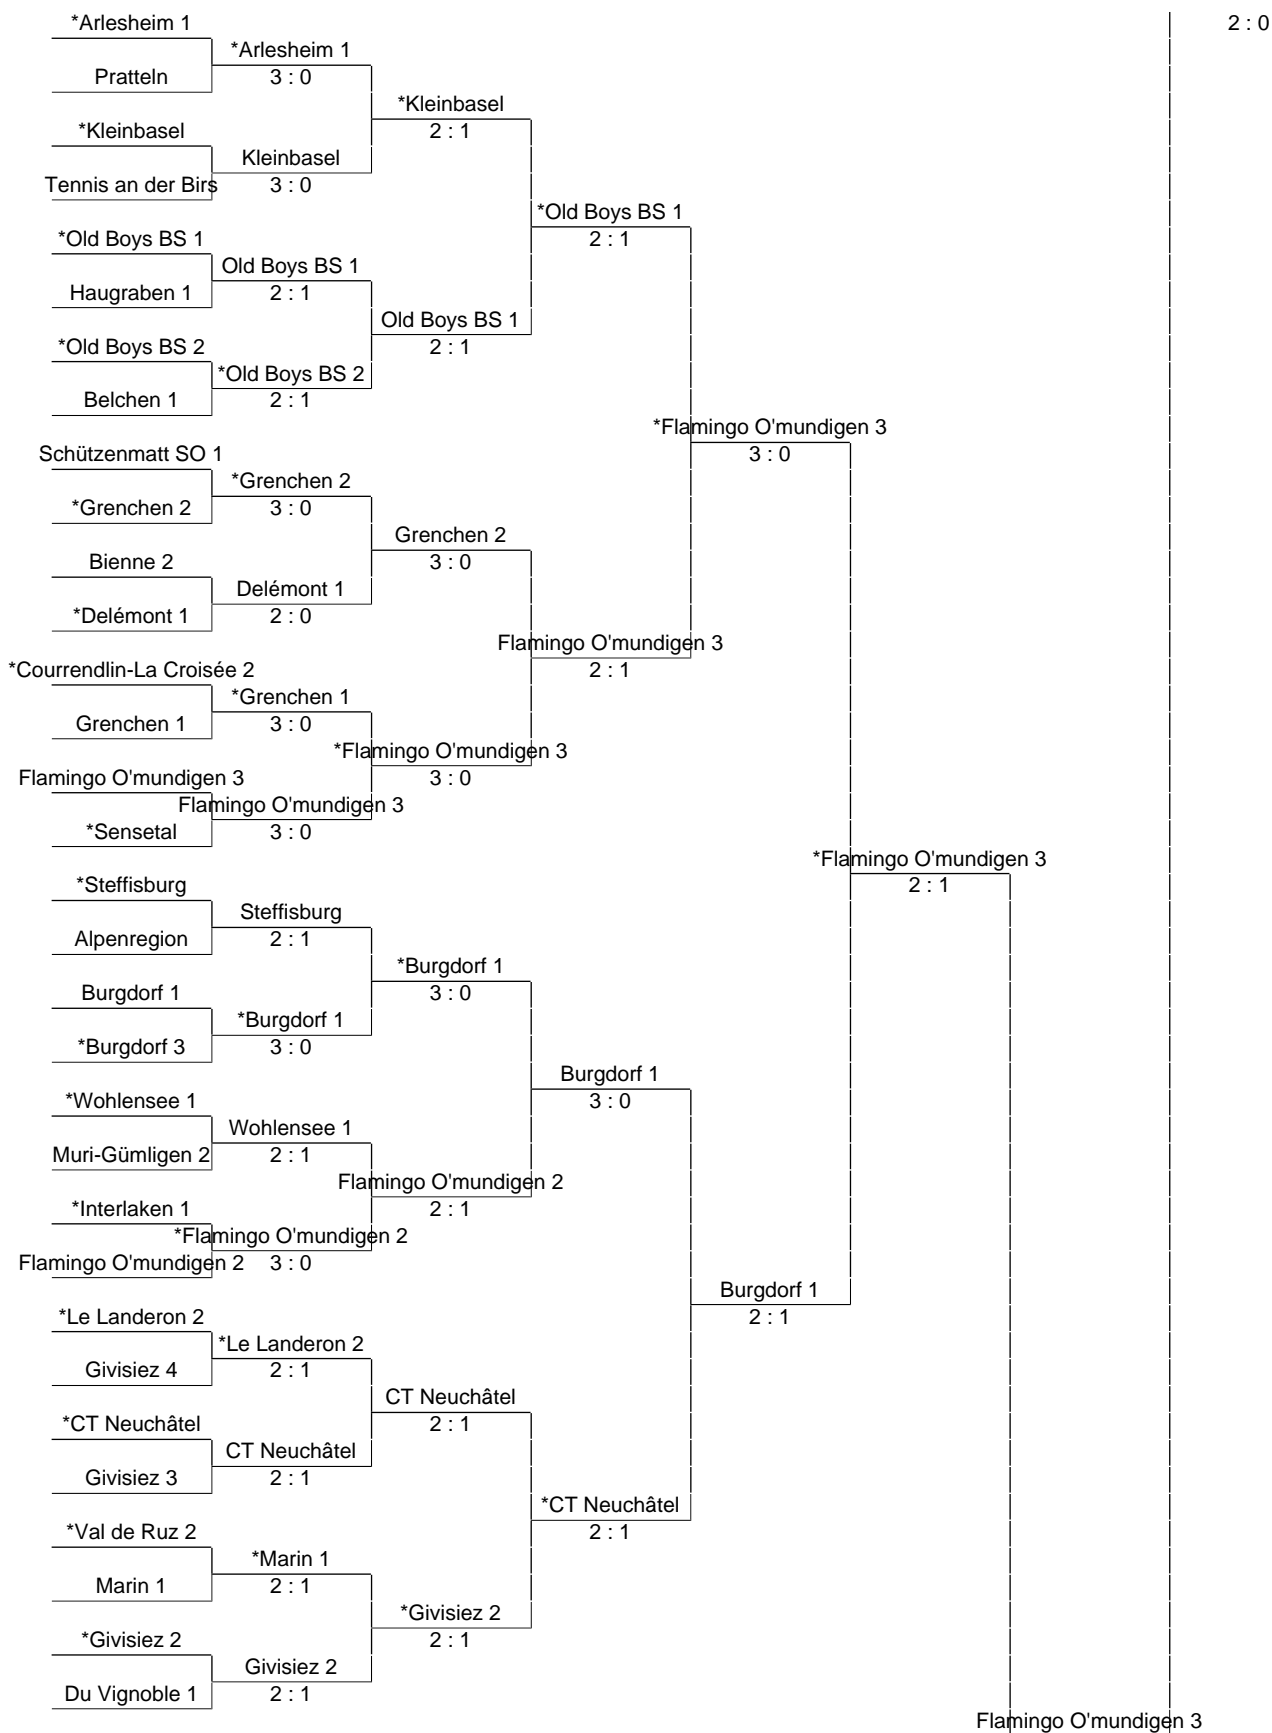 *Arlesheim 1
2 : 0
*Arlesheim 1
Pratteln
3 : 0
*Kleinbasel
*Kleinbasel
2 : 1
Kleinbasel
Tennis an der Birs
3 : 0
*Old Boys BS 1
*Old Boys BS 1
2 : 1
Old Boys BS 1
Haugraben 1
2 : 1
Old Boys BS 1
*Old Boys BS 2
2 : 1
*Old Boys BS 2
Belchen 1
2 : 1
*Flamingo O'mundigen 3
Schützenmatt SO 1
3 : 0
*Grenchen 2
*Grenchen 2
3 : 0
Grenchen 2
Bienne 2
3 : 0
Delémont 1
*Delémont 1
2 : 0
Flamingo O'mundigen 3
*Courrendlin-La Croisée 2
2 : 1
*Grenchen 1
Grenchen 1
3 : 0
*Flamingo O'mundigen 3
Flamingo O'mundigen 3
3 : 0
Flamingo O'mundigen 3
*Sensetal
3 : 0
*Flamingo O'mundigen 3
*Steffisburg
2 : 1
Steffisburg
Alpenregion
2 : 1
*Burgdorf 1
Burgdorf 1
3 : 0
*Burgdorf 1
*Burgdorf 3
3 : 0
Burgdorf 1
*Wohlensee 1
3 : 0
Wohlensee 1
Muri-Gümligen 2
2 : 1
Flamingo O'mundigen 2
*Interlaken 1
2 : 1
*Flamingo O'mundigen 2
Flamingo O'mundigen 2
3 : 0
Burgdorf 1
*Le Landeron 2
2 : 1
*Le Landeron 2
Givisiez 4
2 : 1
CT Neuchâtel
*CT Neuchâtel
2 : 1
CT Neuchâtel
Givisiez 3
2 : 1
*CT Neuchâtel
*Val de Ruz 2
2 : 1
*Marin 1
Marin 1
2 : 1
*Givisiez 2
*Givisiez 2
2 : 1
Givisiez 2
Du Vignoble 1
2 : 1
Flamingo O'mundigen 3